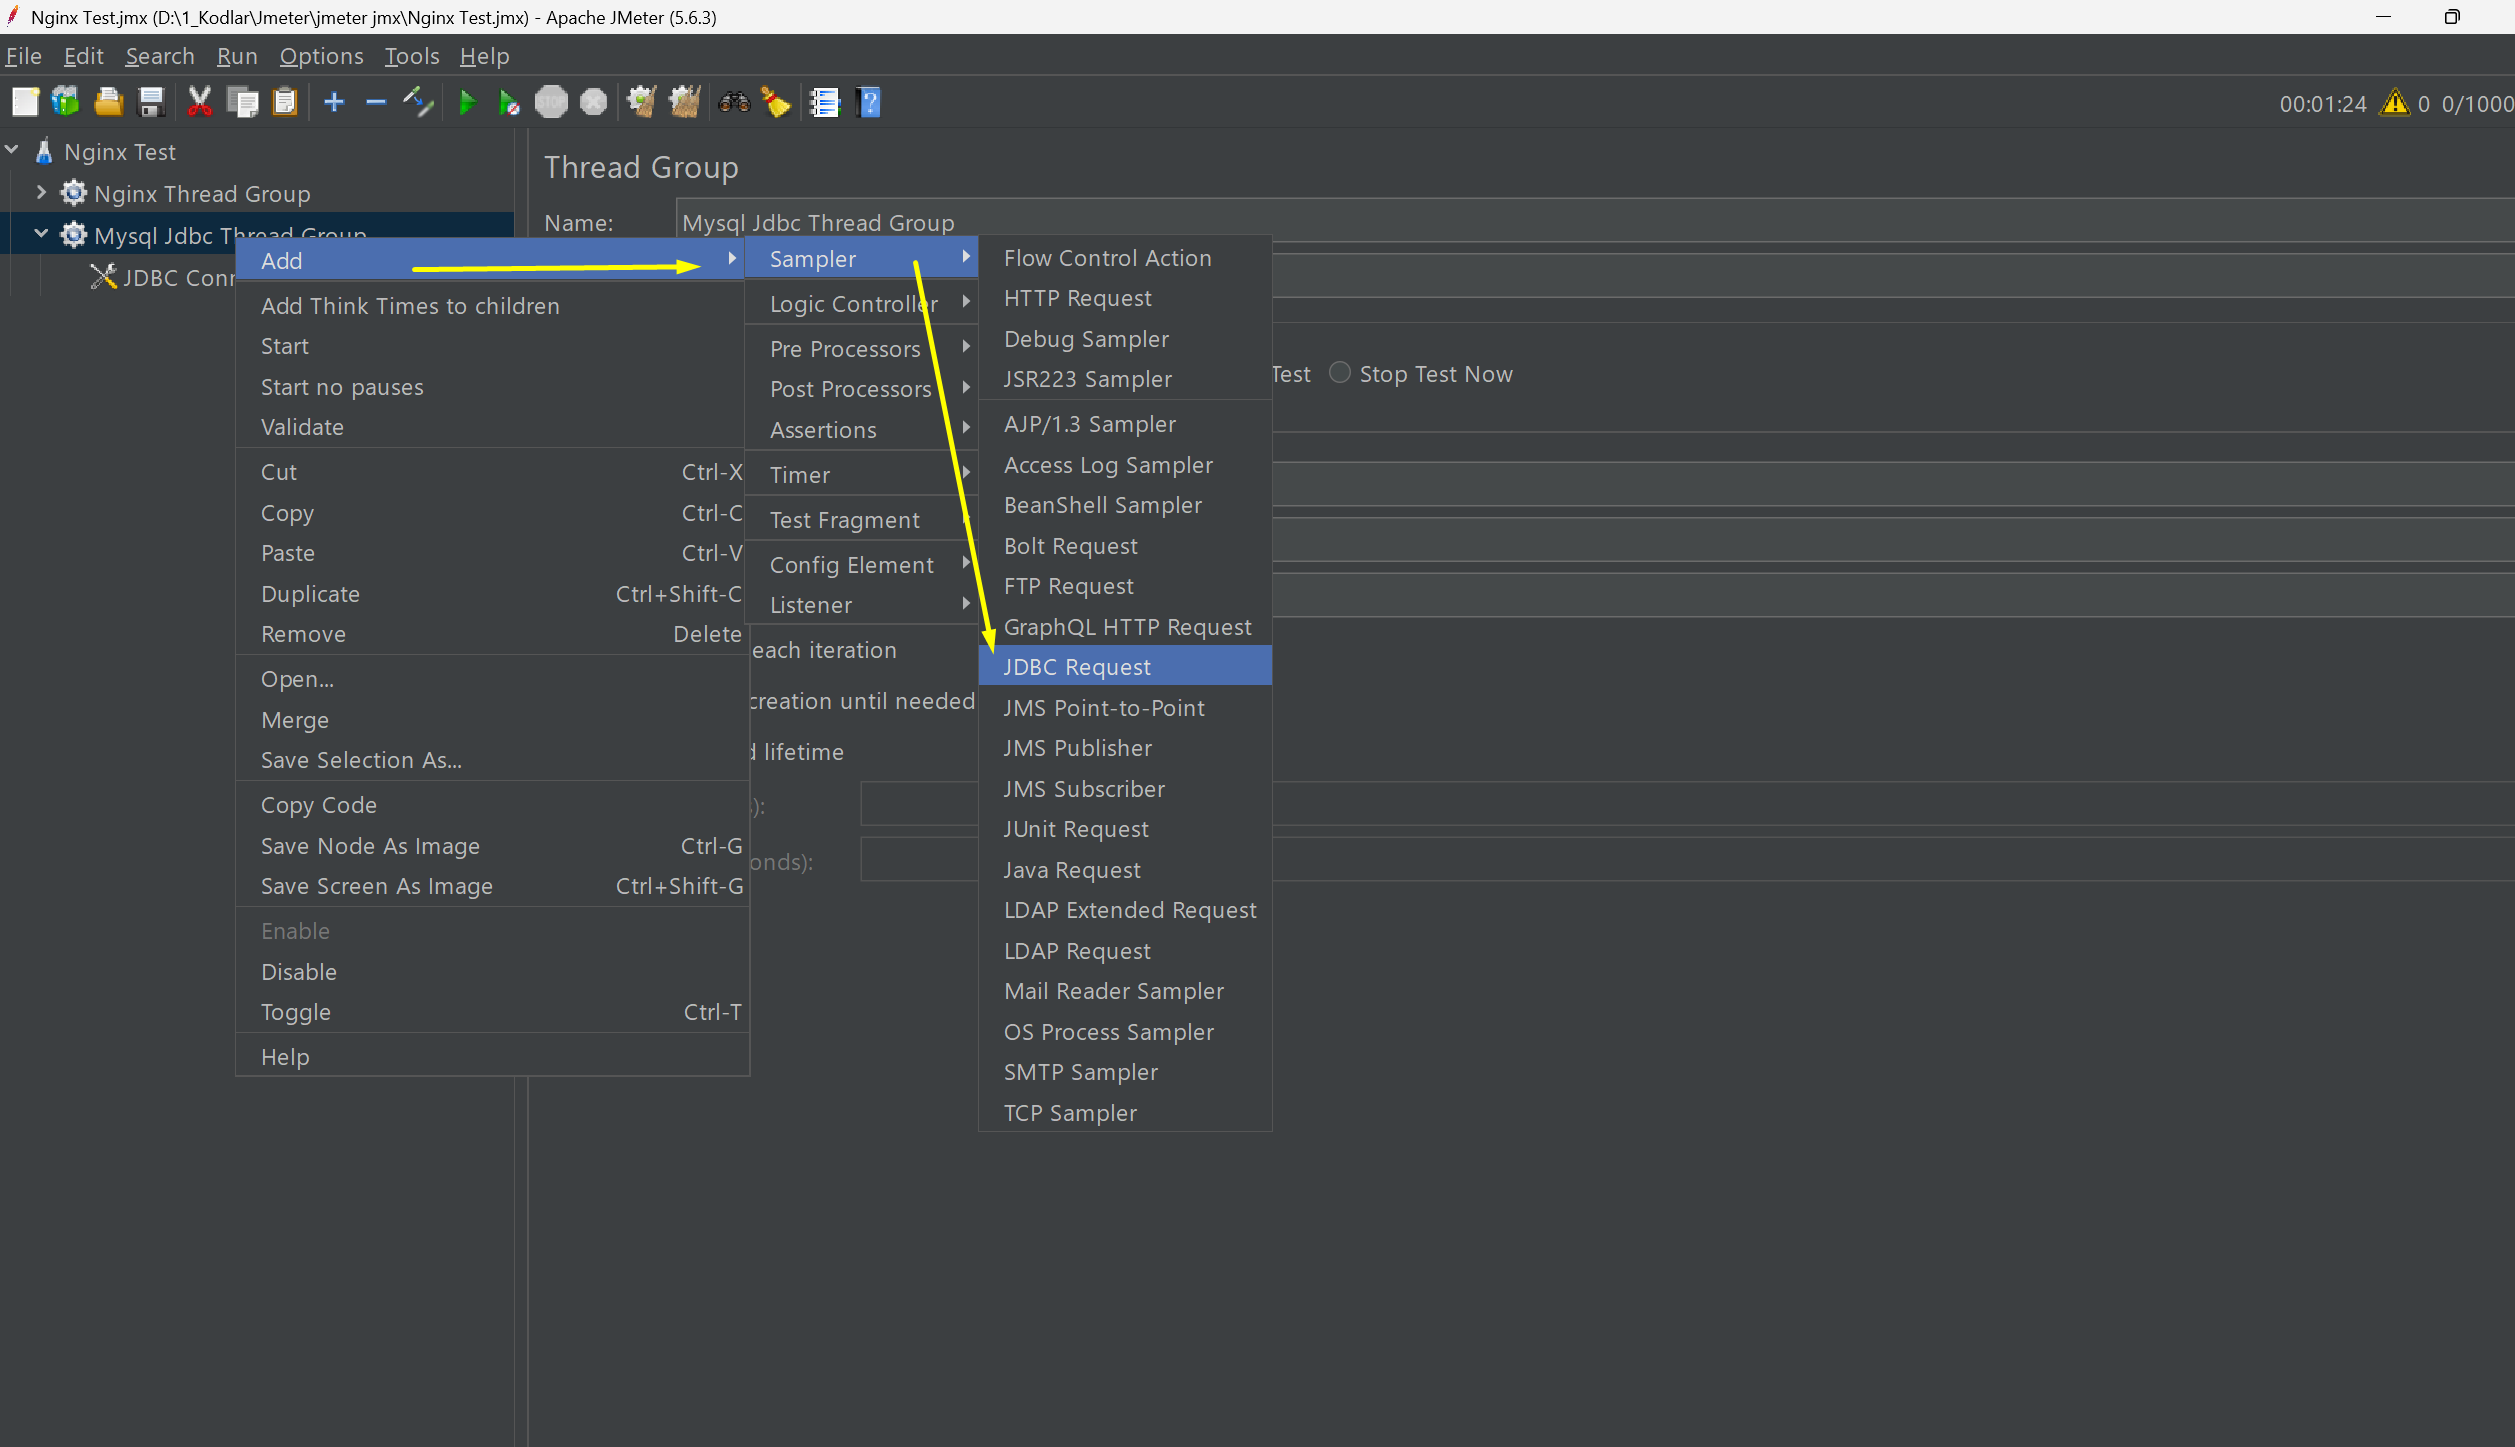 Nginx Test.jmx (D:\1_Kodlar\Jmeter\jmeter jmx\Nginx Test.jmx) - Apache JMeter (5.6.3)
File Edit Search Run Options Tools Help
00:01:24 0 0/1000
Nginx Test
Nginx Thread Group
Mysql Jdbc Thread Group
JDBC Conn
Thread Group
Name: Mysql Jdbc Thread Group
Add
Add Think Times to children
Start
Start no pauses
Validate
Cut Ctrl-X
Copy Ctrl-C
Paste Ctrl-V
Duplicate Ctrl+Shift-C
Remove Delete
Open...
Merge
Save Selection As...
Copy Code
Save Node As Image Ctrl-G
Save Screen As Image Ctrl+Shift-G
Enable
Disable
Toggle Ctrl-T
Help
Sampler
Logic Controller
Pre Processors
Post Processors
Assertions
Timer
Test Fragment
Config Element
Listener
each iteration
creation until needed
lifetime
s):
onds):
Flow Control Action
HTTP Request
Debug Sampler
JSR223 Sampler
AJP/1.3 Sampler
Access Log Sampler
BeanShell Sampler
Bolt Request
FTP Request
GraphQL HTTP Request
JDBC Request
JMS Point-to-Point
JMS Publisher
JMS Subscriber
JUnit Request
Java Request
LDAP Extended Request
LDAP Request
Mail Reader Sampler
OS Process Sampler
SMTP Sampler
TCP Sampler
Test Stop Test Now